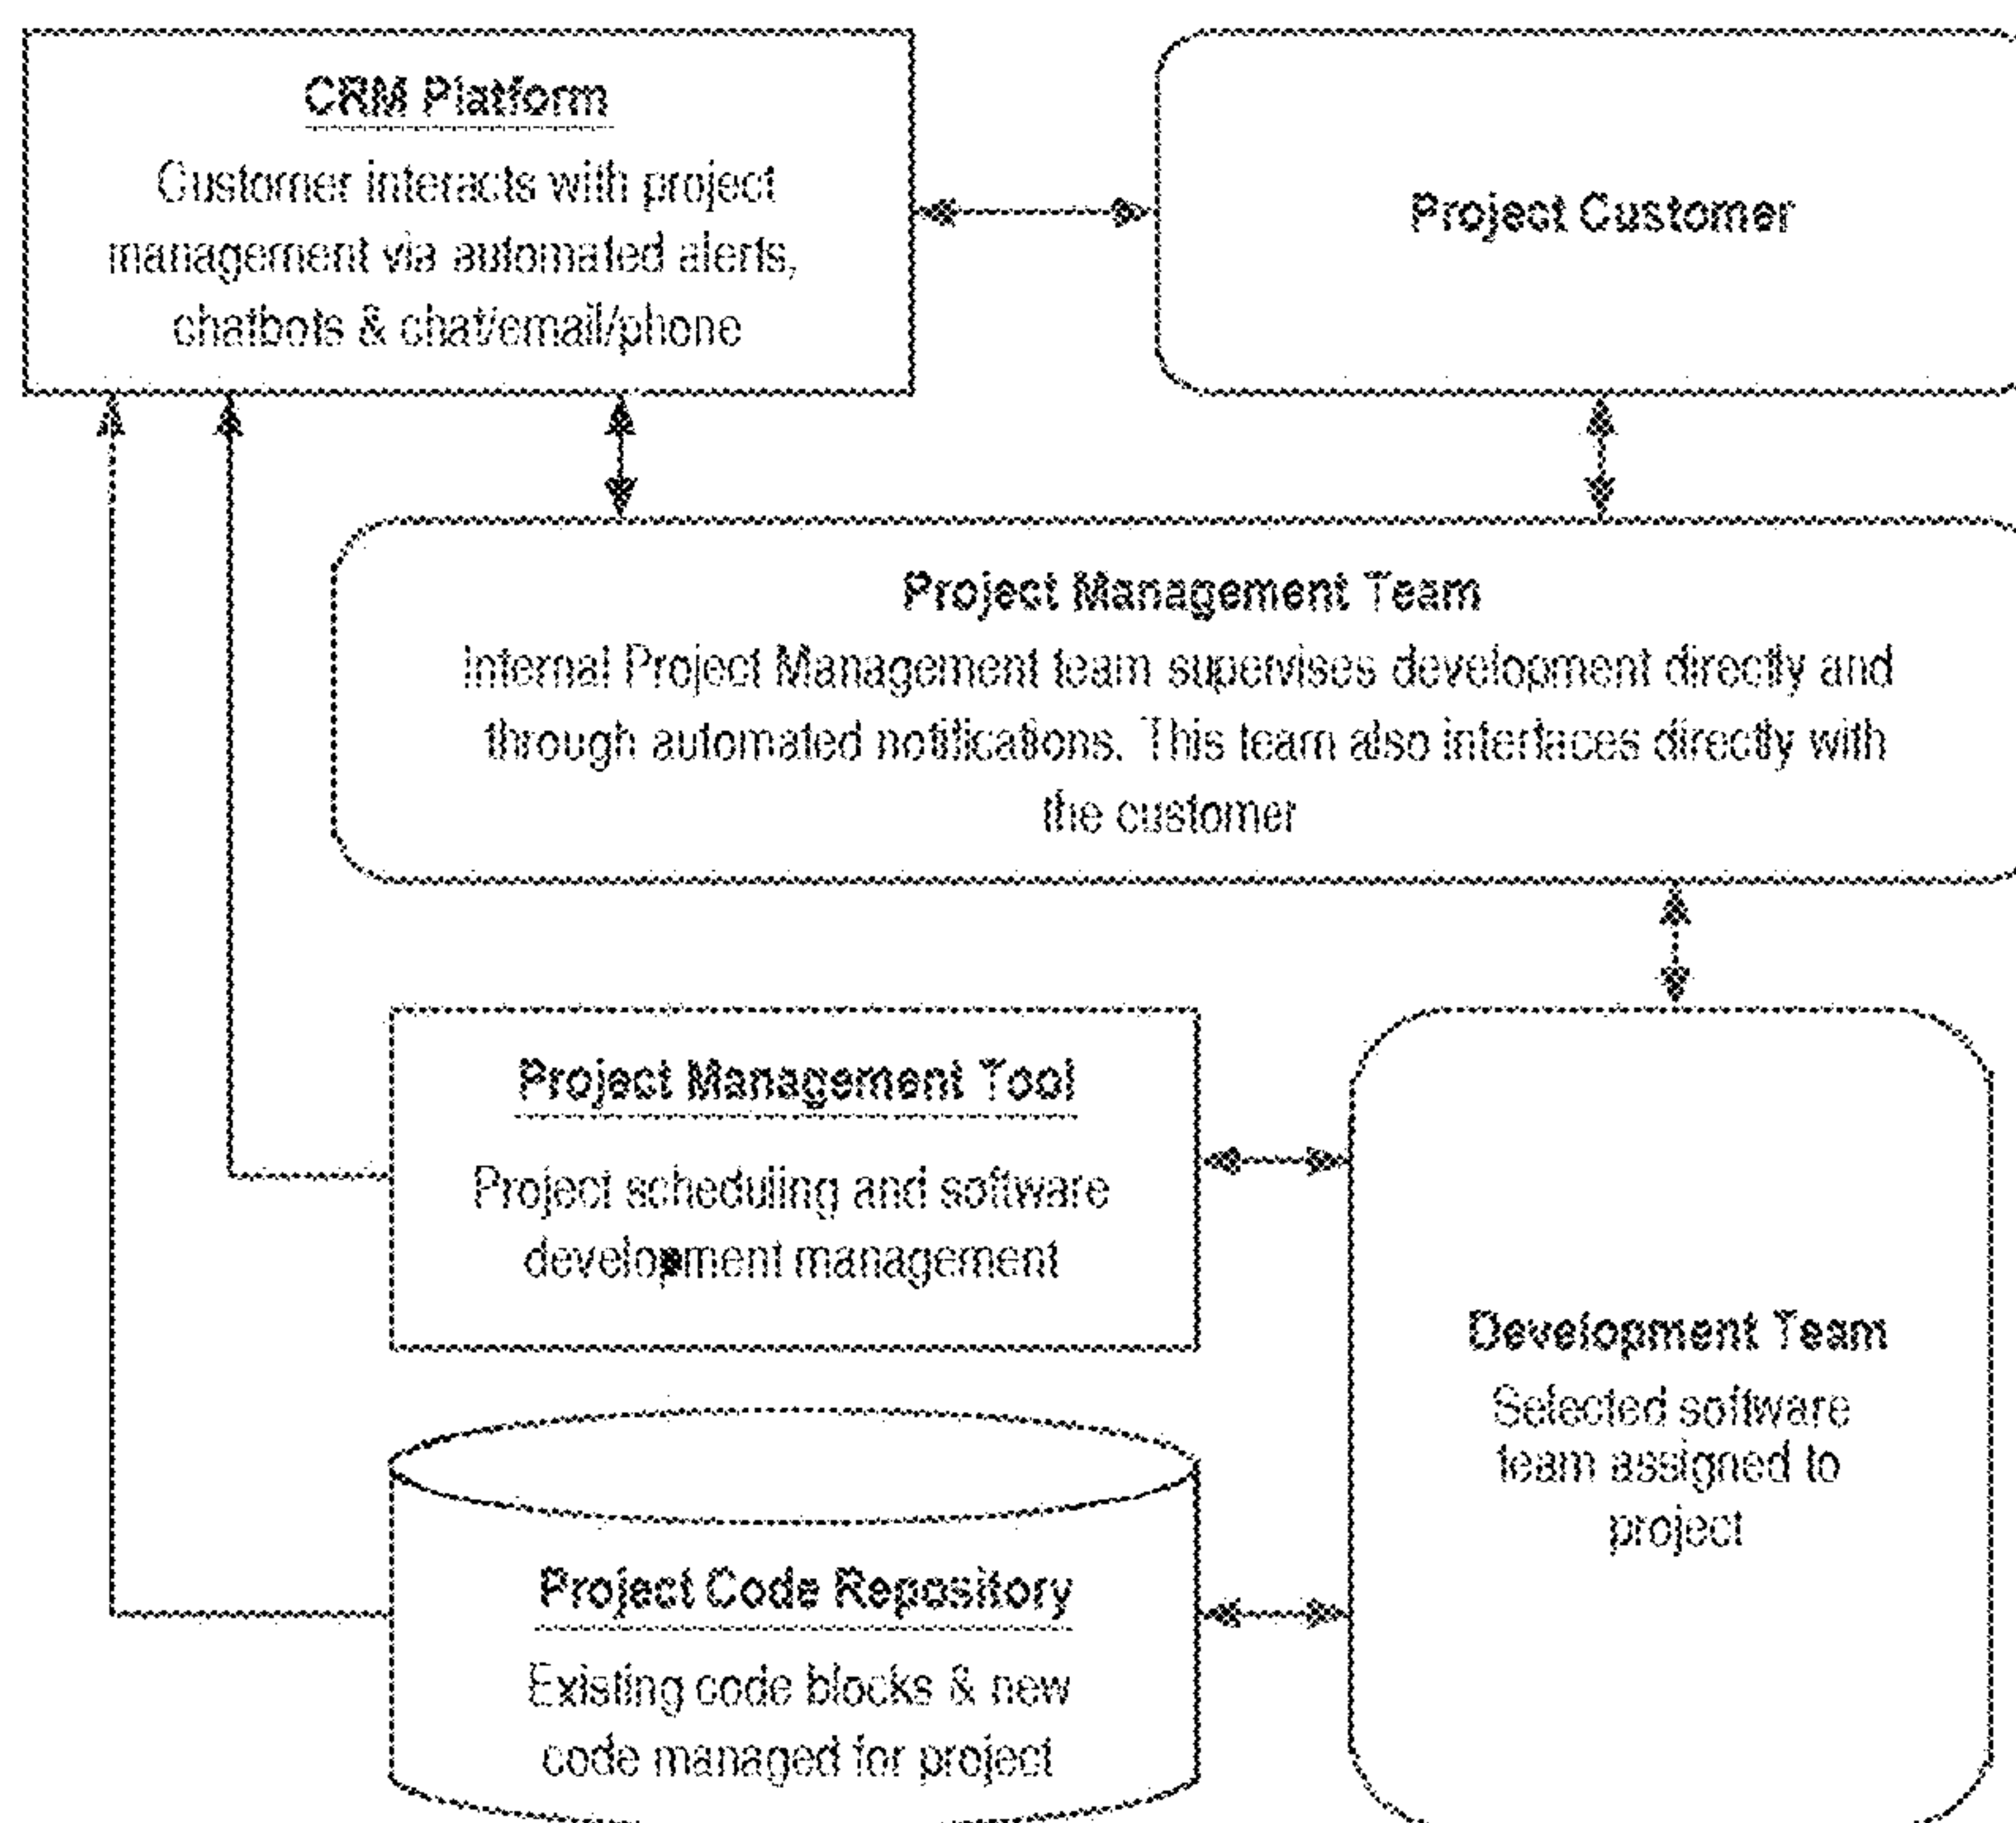 CRM Platform
Customer interacts with project
management via automated alerts,
chatbots & chat/email/phone
Project Customer
Project Management Team
Internal Project Management team supervises development directly and
through automated notifications. This team also interfaces directly with
the customer
Project Management Tool
Project scheduling and software
development management
Development Team
Selected software
team assigned to
project
Project Code Repository
Existing code blocks & new
code managed for project